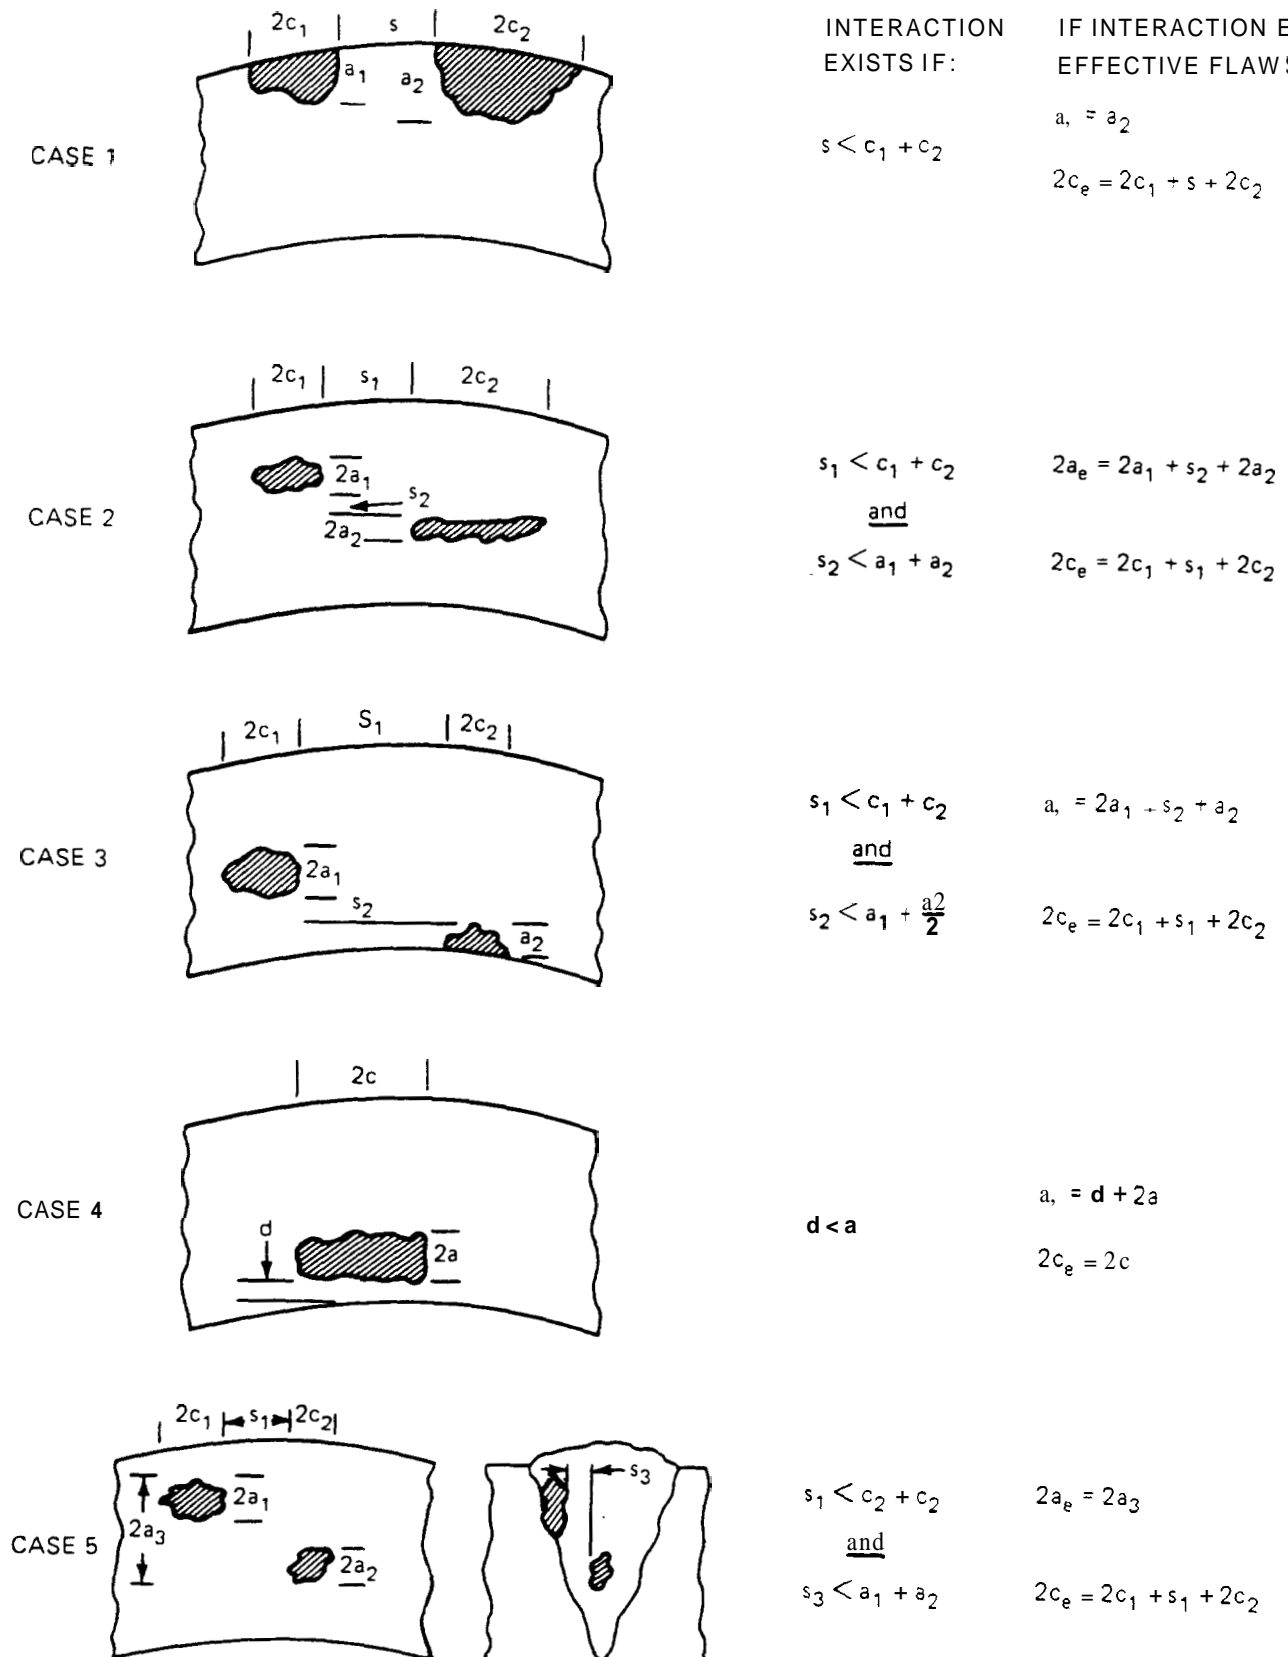 INTERACTION EXISTS IF:
IF INTERACTION E
EFFECTIVE FLAW S
CASE 1
2c₁ s 2c₂
a₁ a₂
s < c₁ + c₂
a, = a₂
2cₑ = 2c₁ + s + 2c₂
CASE 2
2c₁ s₁ 2c₂
2a₁
s₂
2a₂
s₁ < c₁ + c₂
and
s₂ < a₁ + a₂
2aₑ = 2a₁ + s₂ + 2a₂
2cₑ = 2c₁ + s₁ + 2c₂
CASE 3
2c₁ S₁ 2c₂
2a₁
s₂
a₂
s₁ < c₁ + c₂
and
s₂ < a₁ + a2/2
a, = 2a₁ - s₂ + a₂
2cₑ = 2c₁ + s₁ + 2c₂
CASE 4
2c
d
2a
d < a
a, = d + 2a
2cₑ = 2c
CASE 5
2c₁ s₁ 2c₂
2a₁
2a₃
2a₂
s₃
s₁ < c₂ + c₂
and
s₃ < a₁ + a₂
2aₑ = 2a₃
2cₑ = 2c₁ + s₁ + 2c₂